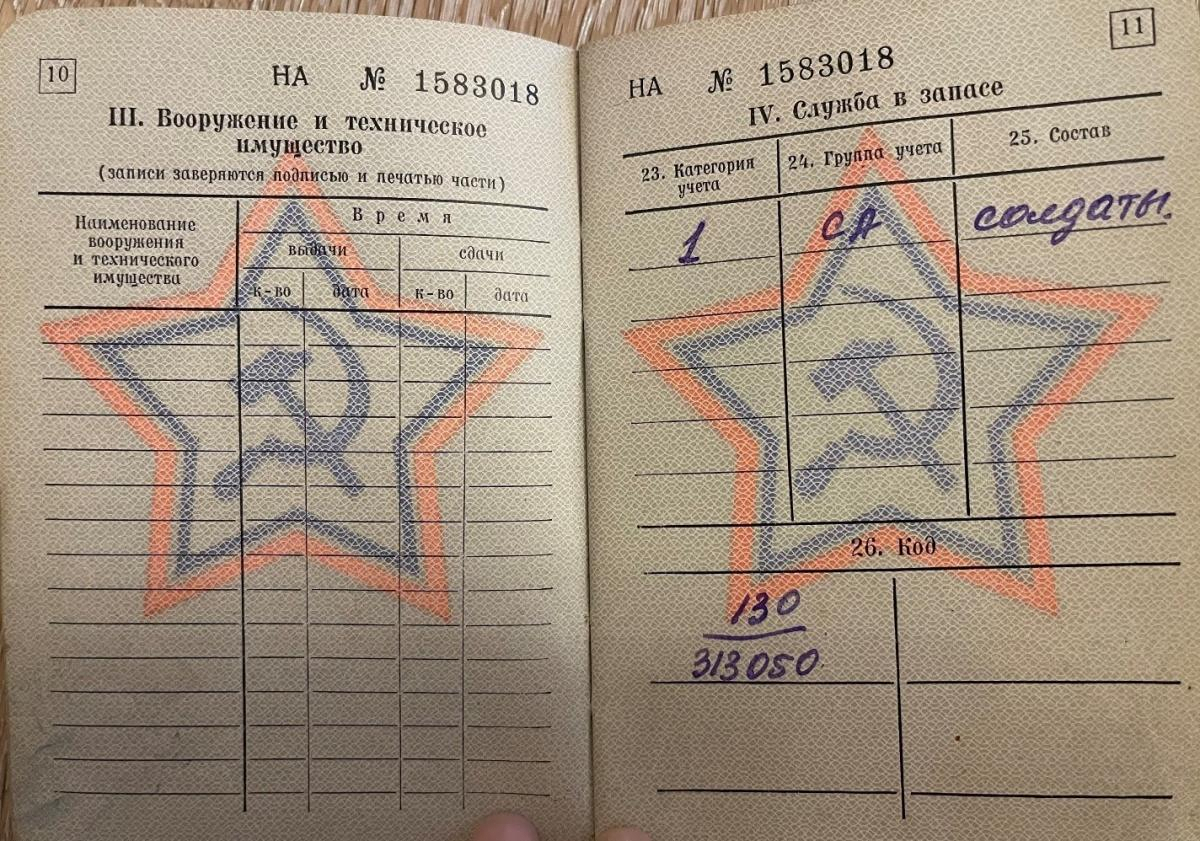 10
НА № 1583018
III. Вооружение и техническое
имущество
(записи заверяются подписью и печатью части)
Наименование
вооружения
и технического
имущества
Время
выдачи
сдачи
к-во
дата
к-во
дата
11
НА № 1583018
IV. Служба в запасе
23. Категория
учета
24. Группа учета
25. Состав
1
СА
солдаты.
26. Код
130
313050